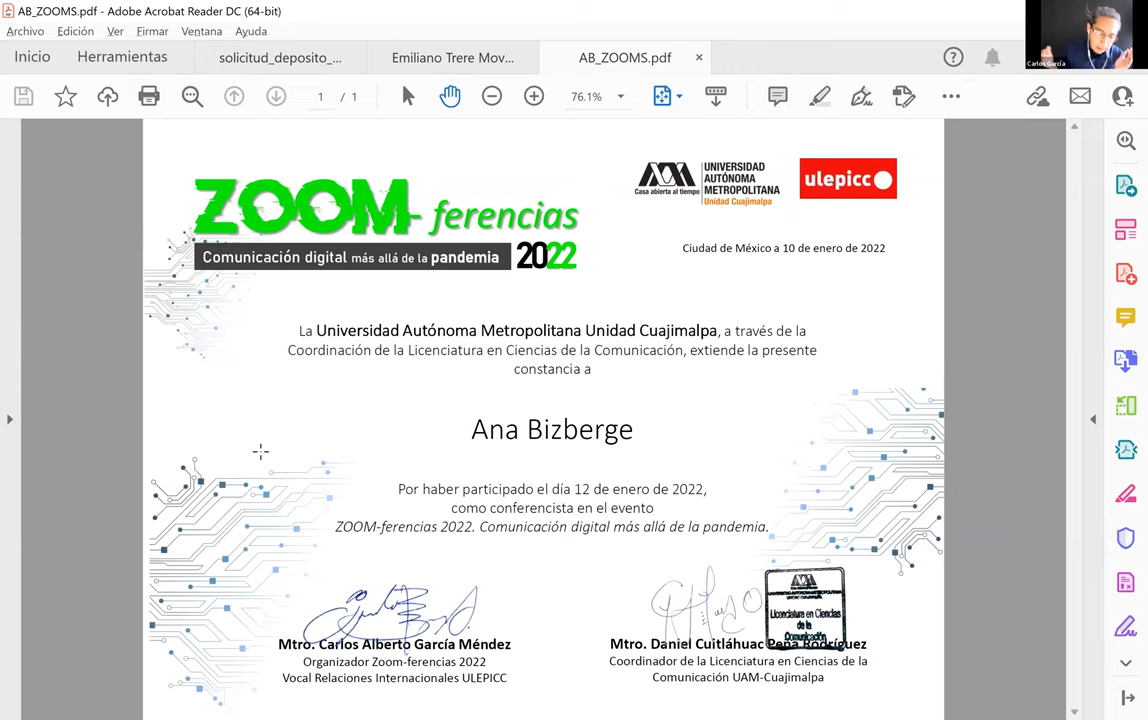 AB_ZOOMS.pdf - Adobe Acrobat Reader DC (64-bit)
Archivo Edición Ver Firmar Ventana Ayuda
Inicio Herramientas solicitud_deposito_... Emiliano Trere Mov... AB_ZOOMS.pdf ×
1 / 1 76.1%
Carlos García
ZOOM-ferencias
Comunicación digital más allá de la pandemia 2022
Casa abierta al tiempo
UNIVERSIDAD
AUTÓNOMA
METROPOLITANA
Unidad Cuajimalpa
ulepicc
Ciudad de México a 10 de enero de 2022
La Universidad Autónoma Metropolitana Unidad Cuajimalpa, a través de la
Coordinación de la Licenciatura en Ciencias de la Comunicación, extiende la presente
constancia a
Ana Bizberge
Por haber participado el día 12 de enero de 2022,
como conferencista en el evento
ZOOM-ferencias 2022. Comunicación digital más allá de la pandemia.
Licenciatura en Ciencias
de la
Comunicación
Mtro. Carlos Alberto García Méndez
Organizador Zoom-ferencias 2022
Vocal Relaciones Internacionales ULEPICC
Mtro. Daniel Cuitláhuac Peña Rodríguez
Coordinador de la Licenciatura en Ciencias de la
Comunicación UAM-Cuajimalpa